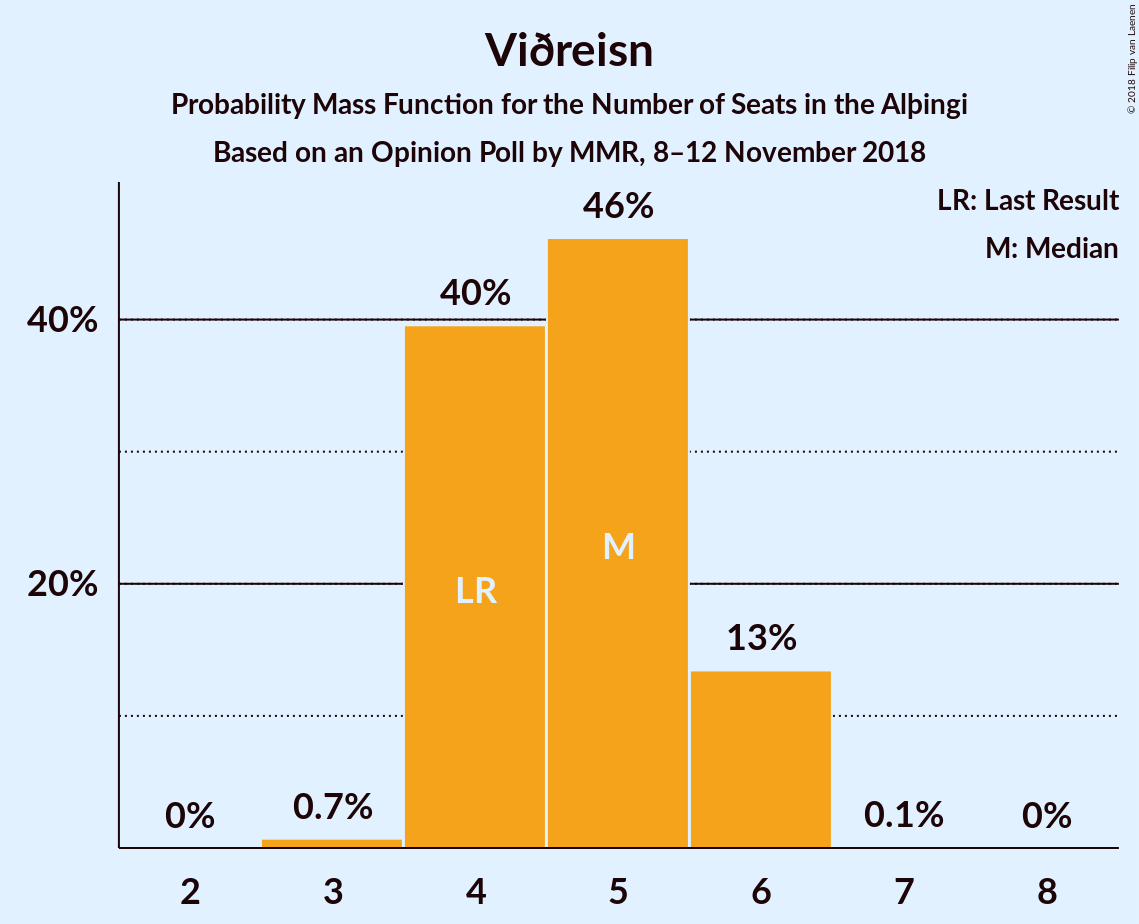 Viðreisn
Probability Mass Function for the Number of Seats in the Alþingi
Based on an Opinion Poll by MMR, 8–12 November 2018
© 2018 Filip van Laenen
LR: Last Result
M: Median
46%
40%
40%
M
20%
LR
13%
0%
0.7%
0.1%
0%
2 3 4 5 6 7 8